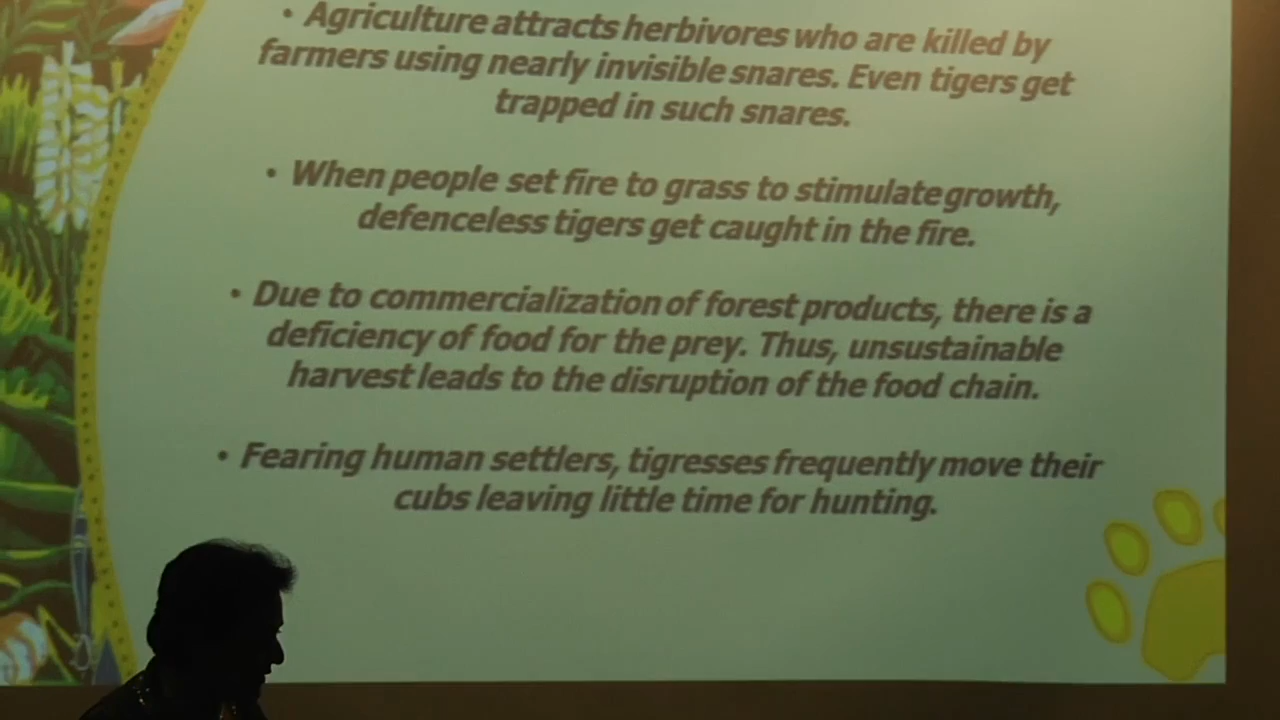 • Agriculture attracts herbivores who are killed by
farmers using nearly invisible snares. Even tigers get
trapped in such snares.
• When people set fire to grass to stimulate growth,
defenceless tigers get caught in the fire.
• Due to commercialization of forest products, there is a
deficiency of food for the prey. Thus, unsustainable
harvest leads to the disruption of the food chain.
• Fearing human settlers, tigresses frequently move their
cubs leaving little time for hunting.